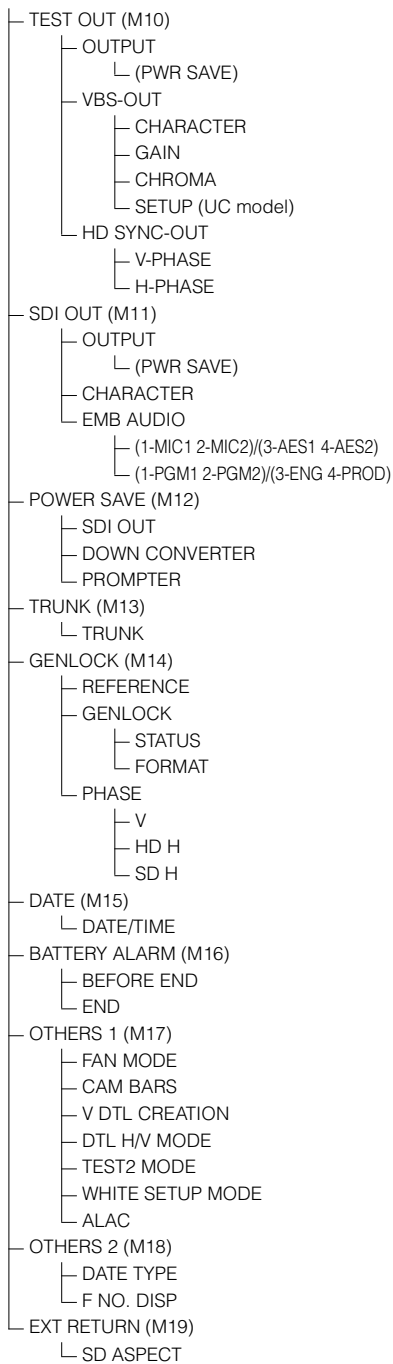 TEST OUT (M10)
OUTPUT
(PWR SAVE)
VBS-OUT
CHARACTER
GAIN
CHROMA
SETUP (UC model)
HD SYNC-OUT
V-PHASE
H-PHASE
SDI OUT (M11)
OUTPUT
(PWR SAVE)
CHARACTER
EMB AUDIO
(1-MIC1 2-MIC2)/(3-AES1 4-AES2)
(1-PGM1 2-PGM2)/(3-ENG 4-PROD)
POWER SAVE (M12)
SDI OUT
DOWN CONVERTER
PROMPTER
TRUNK (M13)
TRUNK
GENLOCK (M14)
REFERENCE
GENLOCK
STATUS
FORMAT
PHASE
V
HD H
SD H
DATE (M15)
DATE/TIME
BATTERY ALARM (M16)
BEFORE END
END
OTHERS 1 (M17)
FAN MODE
CAM BARS
V DTL CREATION
DTL H/V MODE
TEST2 MODE
WHITE SETUP MODE
ALAC
OTHERS 2 (M18)
DATE TYPE
F NO. DISP
EXT RETURN (M19)
SD ASPECT